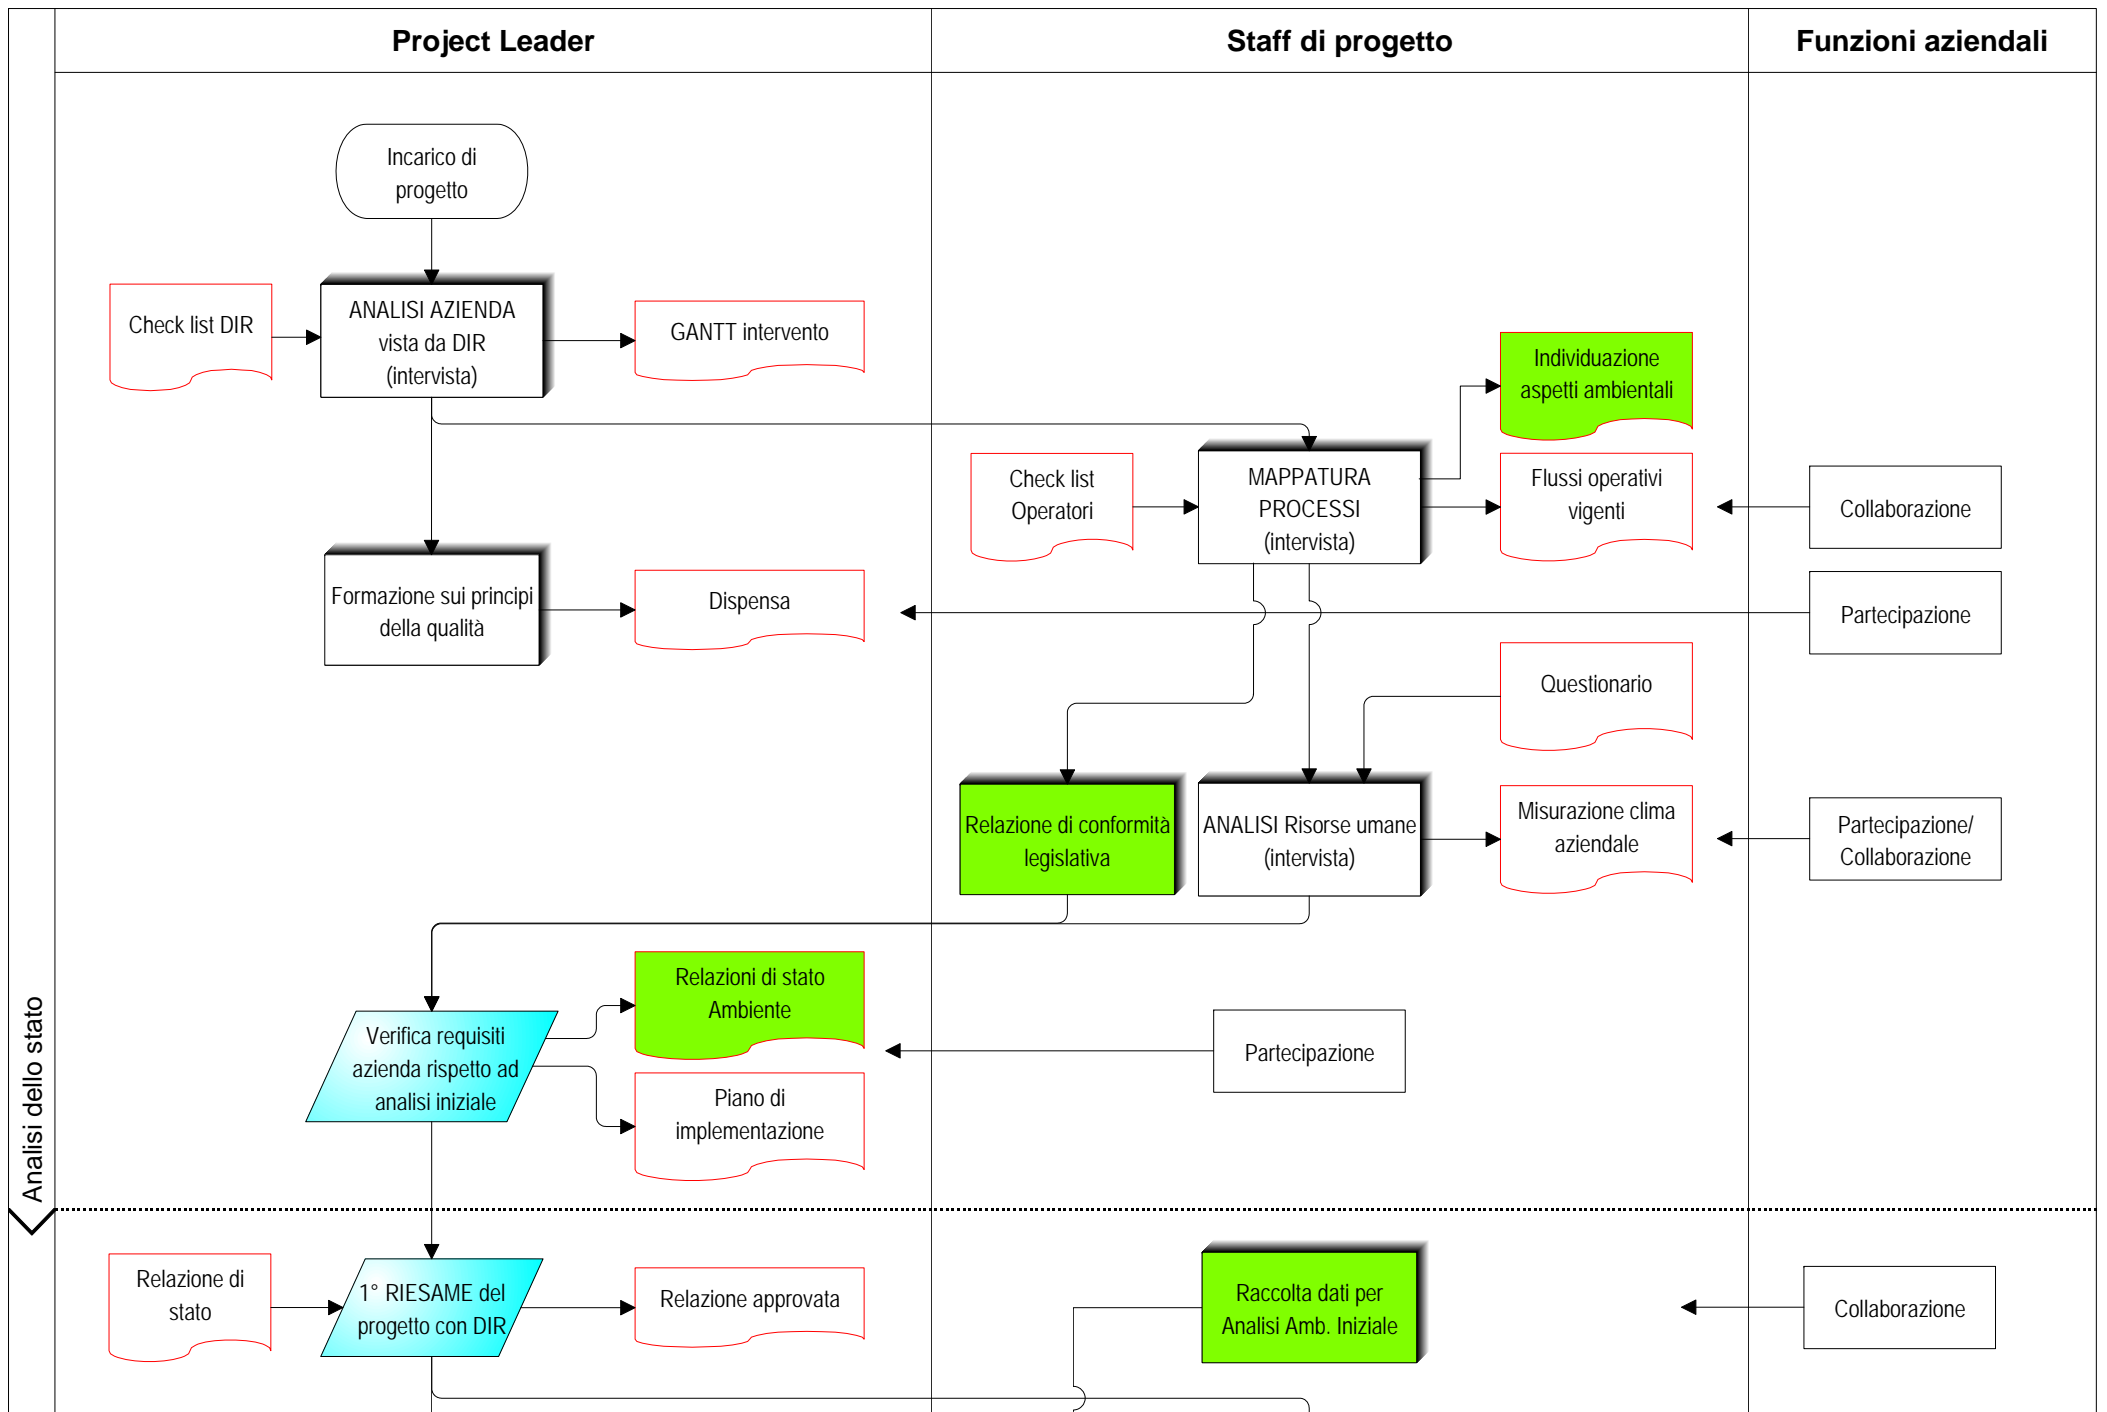 Project Leader
Staff di progetto
Funzioni aziendali
Incarico di
progetto
Check list DIR
ANALISI AZIENDA
vista da DIR
(intervista)
GANTT intervento
Individuazione
aspetti ambientali
Check list
Operatori
MAPPATURA
PROCESSI
(intervista)
Flussi operativi
vigenti
Collaborazione
Formazione sui principi
della qualità
Dispensa
Partecipazione
Questionario
Relazione di conformità
legislativa
ANALISI Risorse umane
(intervista)
Misurazione clima
aziendale
Partecipazione/
Collaborazione
Analisi dello stato
Verifica requisiti
azienda rispetto ad
analisi iniziale
Relazioni di stato
Ambiente
Partecipazione
Piano di
implementazione
Relazione di
stato
1° RIESAME del
progetto con DIR
Relazione approvata
Raccolta dati per
Analisi Amb. Iniziale
Collaborazione